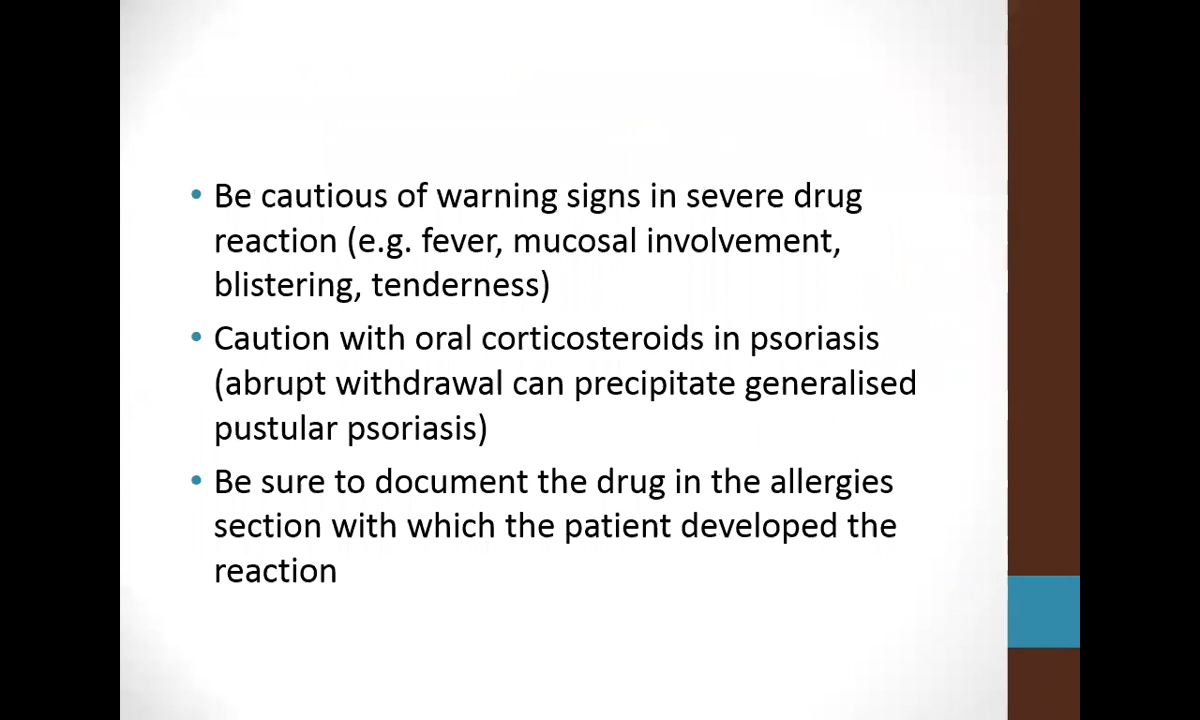 • Be cautious of warning signs in severe drug
reaction (e.g. fever, mucosal involvement,
blistering, tenderness)
• Caution with oral corticosteroids in psoriasis
(abrupt withdrawal can precipitate generalised
pustular psoriasis)
• Be sure to document the drug in the allergies
section with which the patient developed the
reaction